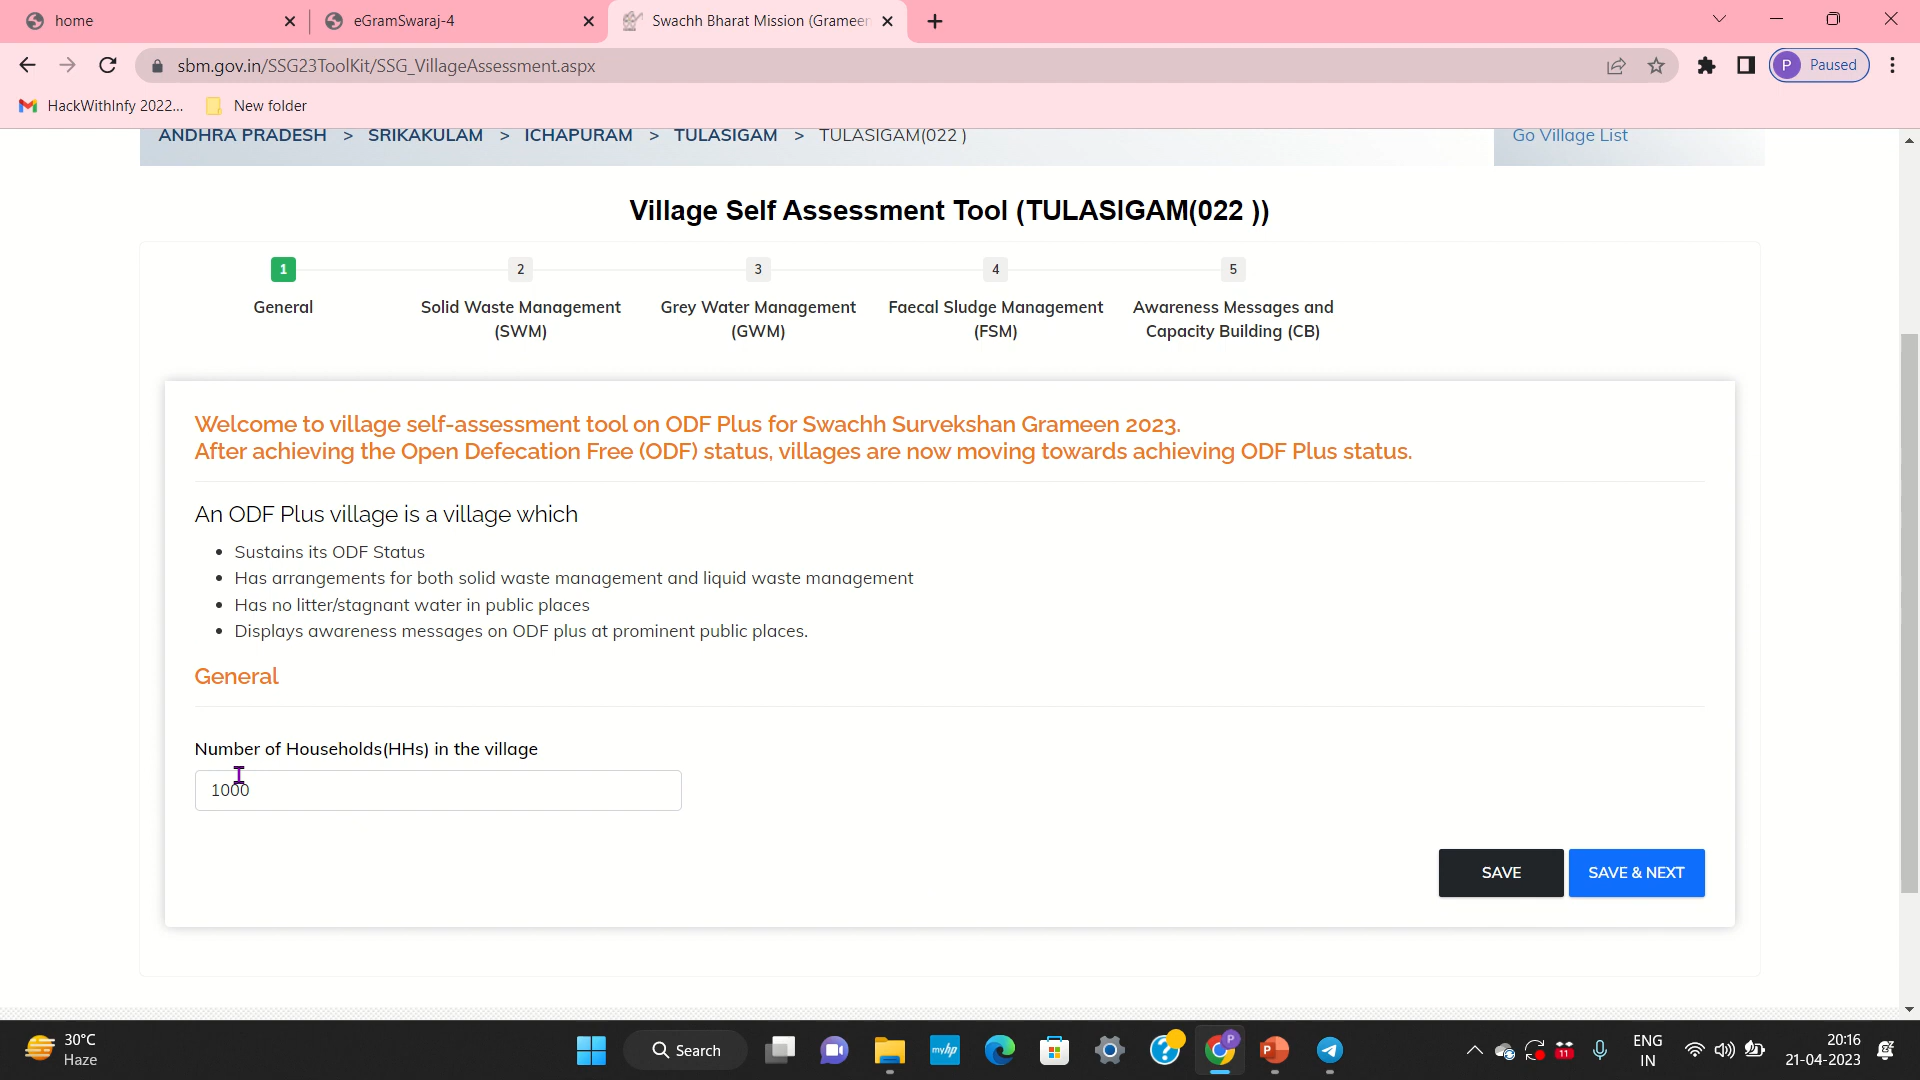 home
eGramSwaraj-4
Swachh Bharat Mission (Grameen
sbm.gov.in/SSG23ToolKit/SSG_VillageAssessment.aspx
P Paused
HackWithInfy 2022...
New folder
ANDHRA PRADESH > SRIKAKULAM > ICHAPURAM > TULASIGAM > TULASIGAM(022 )
Go Village List
Village Self Assessment Tool (TULASIGAM(022 ))
1
2
3
4
5
General
Solid Waste Management
(SWM)
Grey Water Management
(GWM)
Faecal Sludge Management
(FSM)
Awareness Messages and
Capacity Building (CB)
Welcome to village self-assessment tool on ODF Plus for Swachh Survekshan Grameen 2023.
After achieving the Open Defecation Free (ODF) status, villages are now moving towards achieving ODF Plus status.
An ODF Plus village is a village which
• Sustains its ODF Status
• Has arrangements for both solid waste management and liquid waste management
• Has no litter/stagnant water in public places
• Displays awareness messages on ODF plus at prominent public places.
General
Number of Households(HHs) in the village
1000
SAVE
SAVE & NEXT
30°C
Haze
Search
myhp
P
P
11
ENG
IN
20:16
21-04-2023